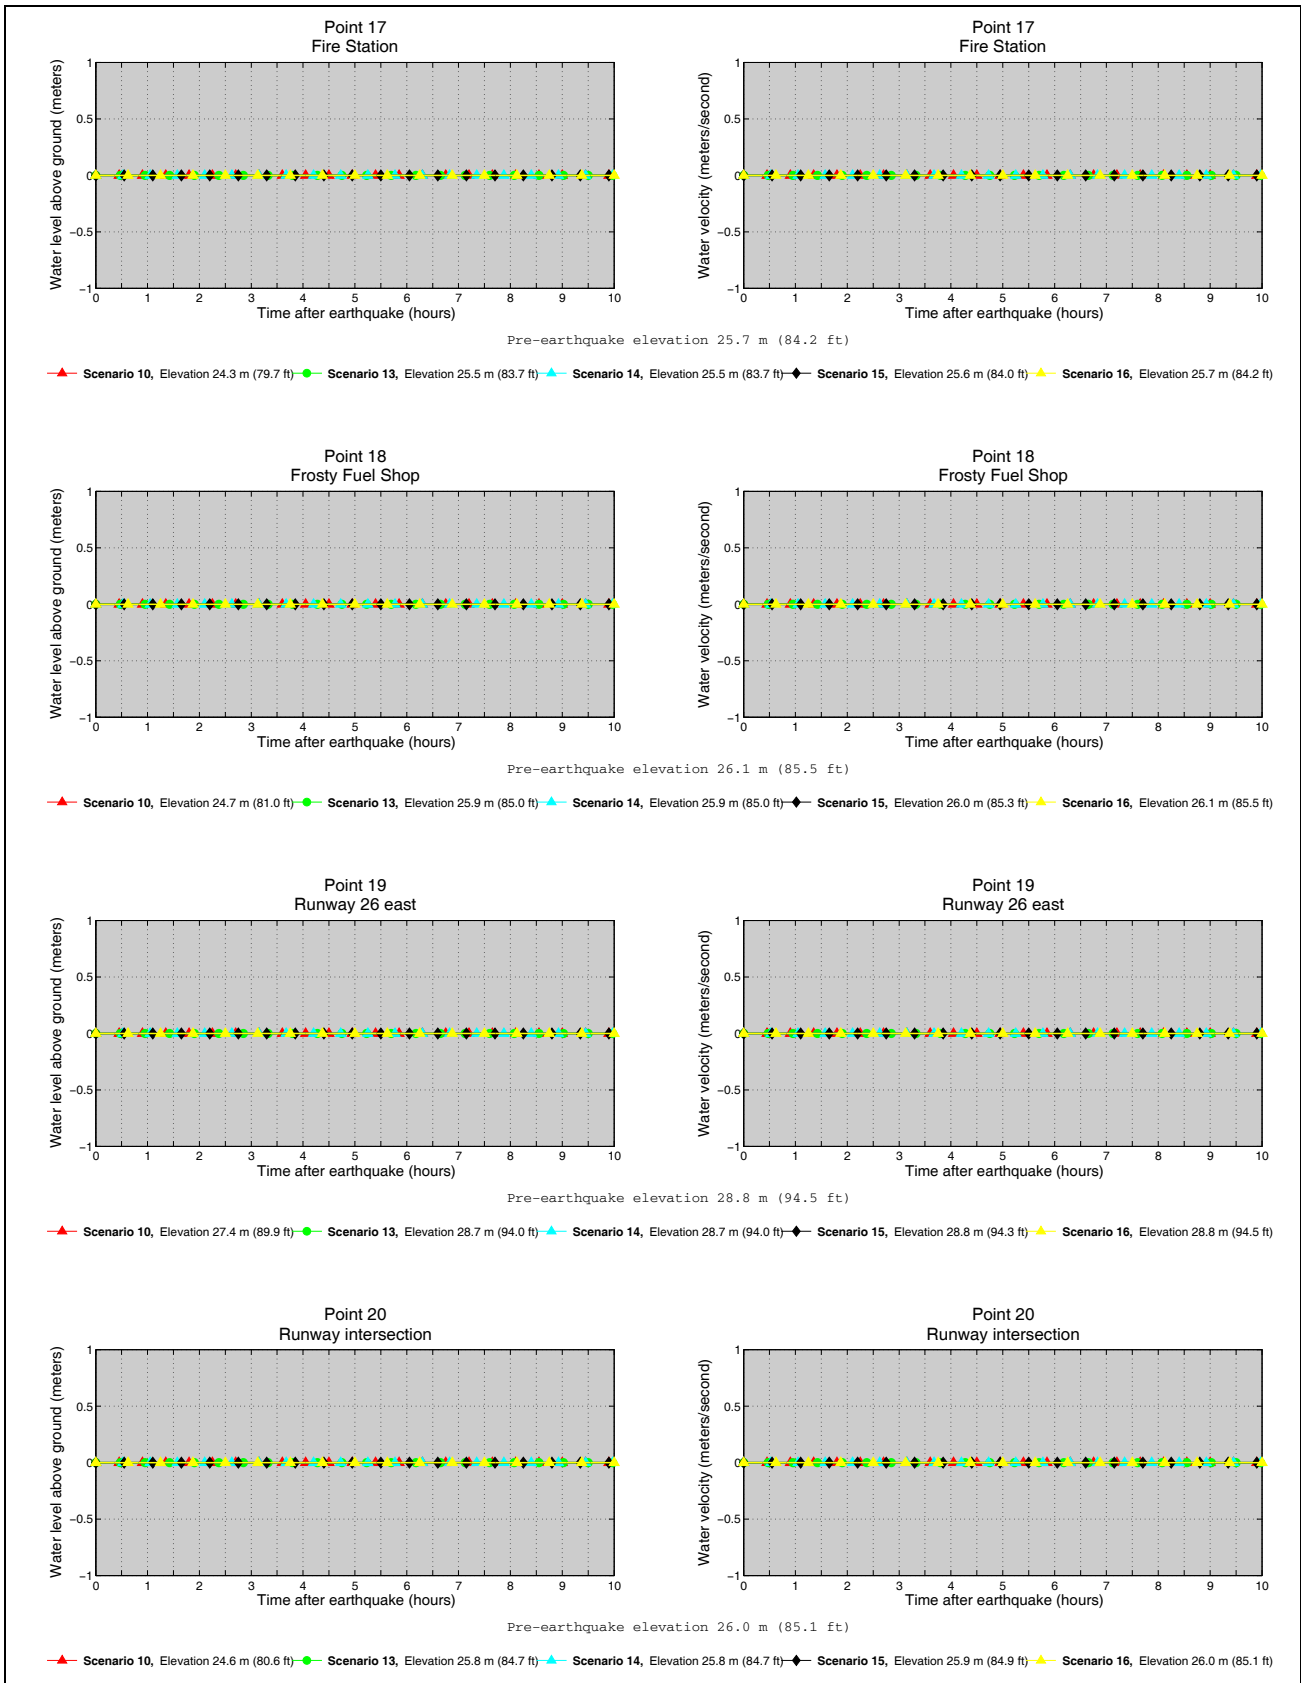 Point 17
Fire Station
Point 17
Fire Station
Water level above ground (meters)
1
0.5
0
−0.5
−1
0 1 2 3 4 5 6 7 8 9 10
Time after earthquake (hours)
Water velocity (meters/second)
1
0.5
0
−0.5
−1
0 1 2 3 4 5 6 7 8 9 10
Time after earthquake (hours)
Pre-earthquake elevation 25.7 m (84.2 ft)
Scenario 10, Elevation 24.3 m (79.7 ft) Scenario 13, Elevation 25.5 m (83.7 ft) Scenario 14, Elevation 25.5 m (83.7 ft) Scenario 15, Elevation 25.6 m (84.0 ft) Scenario 16, Elevation 25.7 m (84.2 ft)
Point 18
Frosty Fuel Shop
Point 18
Frosty Fuel Shop
Water level above ground (meters)
1
0.5
0
−0.5
−1
0 1 2 3 4 5 6 7 8 9 10
Time after earthquake (hours)
Water velocity (meters/second)
1
0.5
0
−0.5
−1
0 1 2 3 4 5 6 7 8 9 10
Time after earthquake (hours)
Pre-earthquake elevation 26.1 m (85.5 ft)
Scenario 10, Elevation 24.7 m (81.0 ft) Scenario 13, Elevation 25.9 m (85.0 ft) Scenario 14, Elevation 25.9 m (85.0 ft) Scenario 15, Elevation 26.0 m (85.3 ft) Scenario 16, Elevation 26.1 m (85.5 ft)
Point 19
Runway 26 east
Point 19
Runway 26 east
Water level above ground (meters)
1
0.5
0
−0.5
−1
0 1 2 3 4 5 6 7 8 9 10
Time after earthquake (hours)
Water velocity (meters/second)
1
0.5
0
−0.5
−1
0 1 2 3 4 5 6 7 8 9 10
Time after earthquake (hours)
Pre-earthquake elevation 28.8 m (94.5 ft)
Scenario 10, Elevation 27.4 m (89.9 ft) Scenario 13, Elevation 28.7 m (94.0 ft) Scenario 14, Elevation 28.7 m (94.0 ft) Scenario 15, Elevation 28.8 m (94.3 ft) Scenario 16, Elevation 28.8 m (94.5 ft)
Point 20
Runway intersection
Point 20
Runway intersection
Water level above ground (meters)
1
0.5
0
−0.5
−1
0 1 2 3 4 5 6 7 8 9 10
Time after earthquake (hours)
Water velocity (meters/second)
1
0.5
0
−0.5
−1
0 1 2 3 4 5 6 7 8 9 10
Time after earthquake (hours)
Pre-earthquake elevation 26.0 m (85.1 ft)
Scenario 10, Elevation 24.6 m (80.6 ft) Scenario 13, Elevation 25.8 m (84.7 ft) Scenario 14, Elevation 25.8 m (84.7 ft) Scenario 15, Elevation 25.9 m (84.9 ft) Scenario 16, Elevation 26.0 m (85.1 ft)